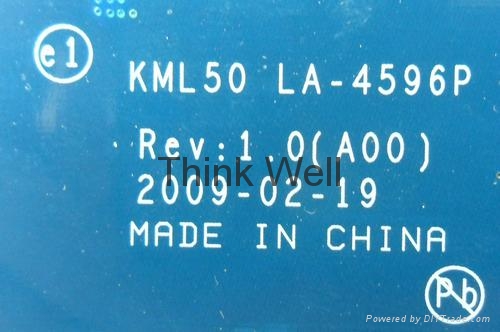 e1
KML50 LA-4596P
Rev:1.0(A00)
Think Well
2009-02-19
MADE IN CHINA
Pb
Powered by DIYTrade.com